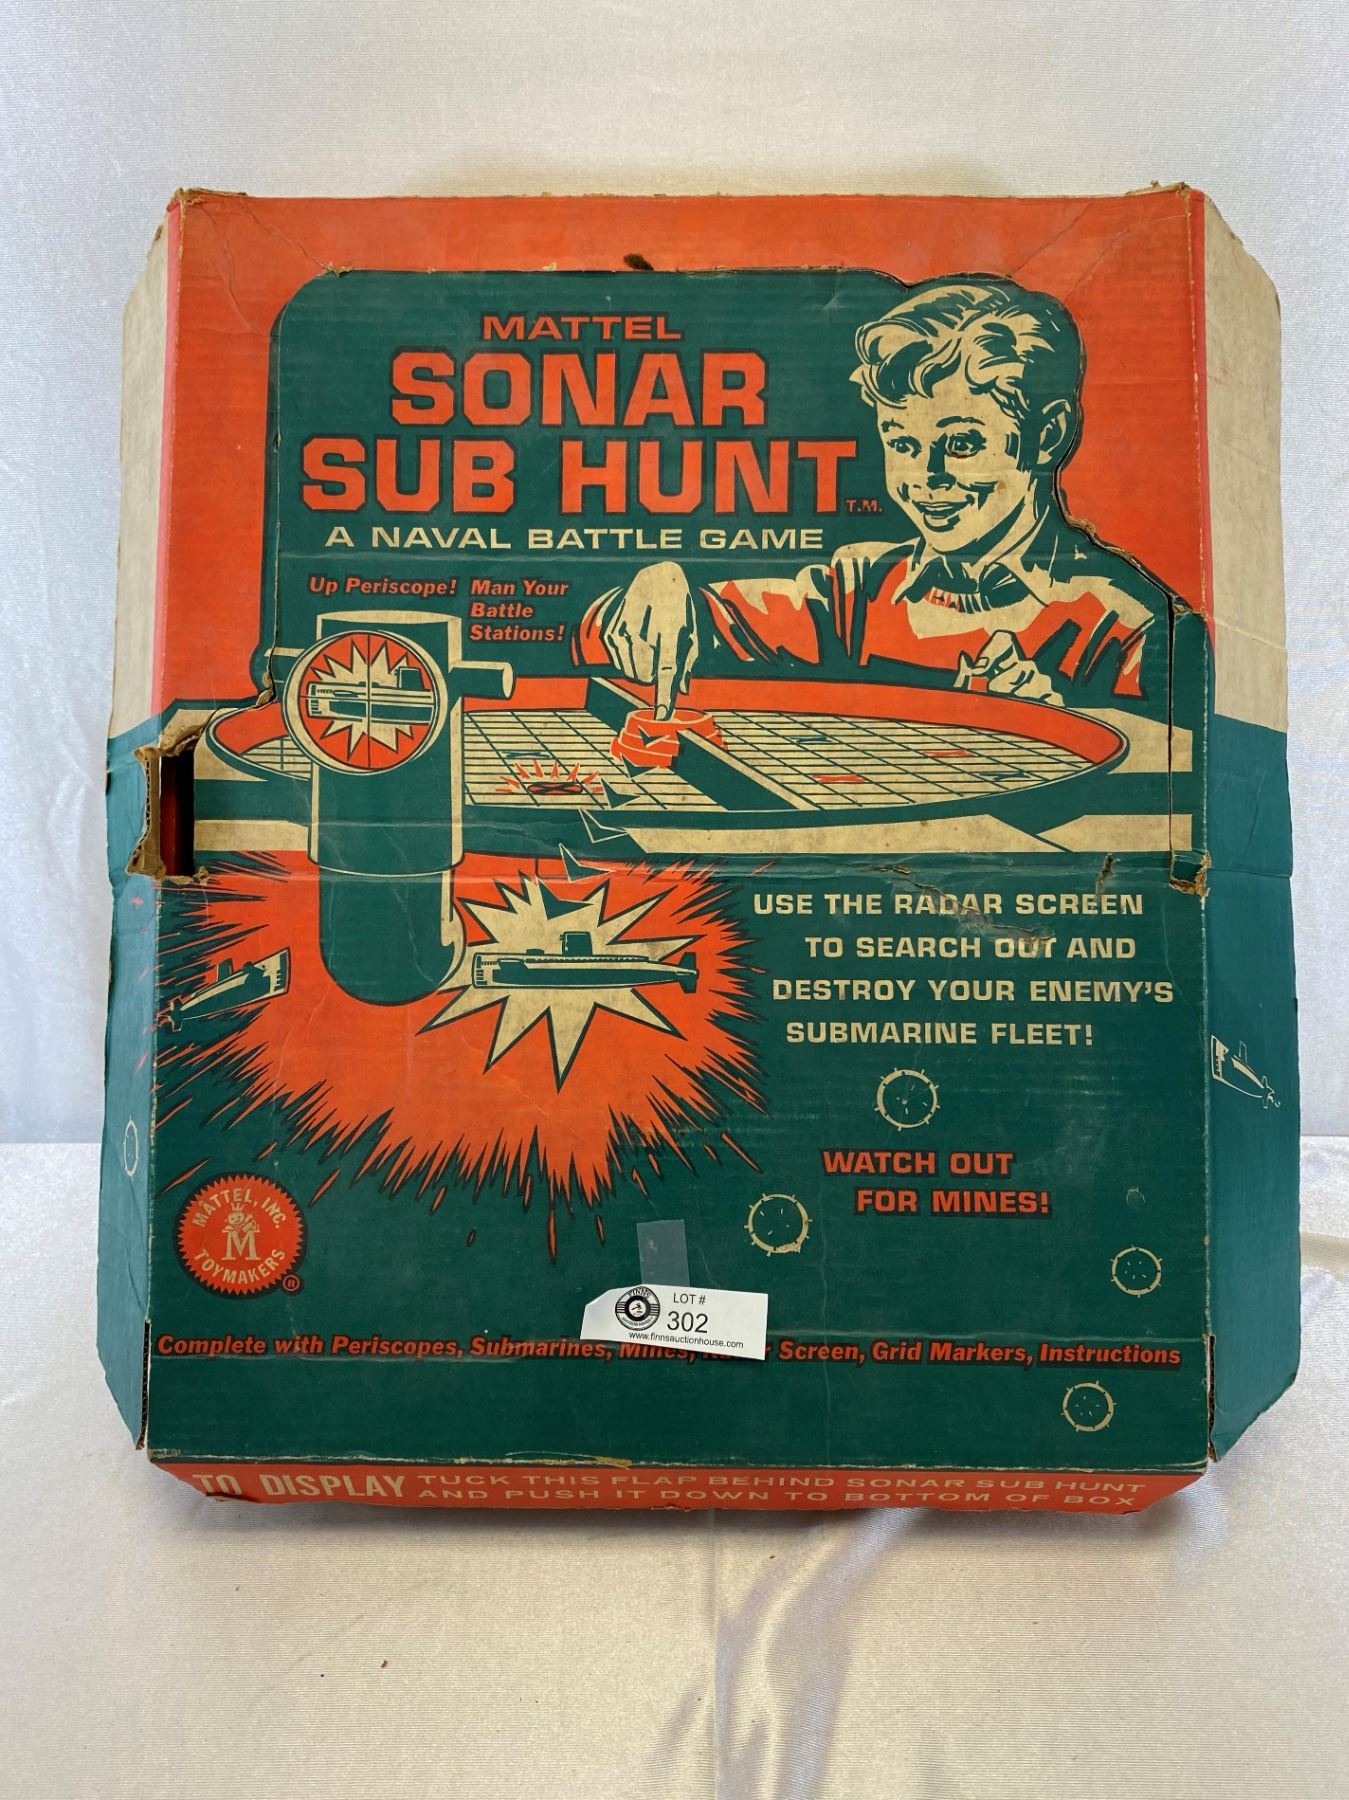 MATTEL
SONAR
SUB HUNT T.M.
A NAVAL BATTLE GAME
Up Periscope! Man Your
Battle
Stations!
USE THE RADAR SCREEN
TO SEARCH OUT AND
DESTROY YOUR ENEMY'S
SUBMARINE FLEET!
WATCH OUT
FOR MINES!
MATTEL, INC.
M
TOYMAKERS
®
FINNS
LOT #
302
www.finnsauctionhouse.com
Complete with Periscopes, Submarines, Mines, Screen, Grid Markers, Instructions
TO DISPLAY TUCK THIS FLAP BEHIND SONAR SUB HUNT
AND PUSH IT DOWN TO BOTTOM OF BOX